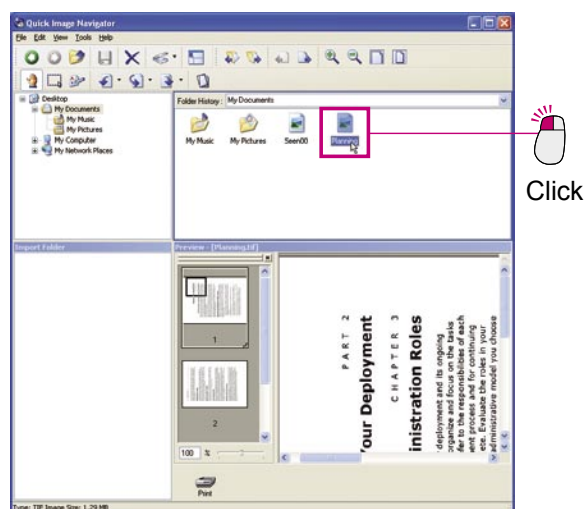 Quick Image Navigator
File Edit View Tools Help
Desktop
My Documents
My Music
My Pictures
My Computer
My Network Places
Folder History: My Documents
My Music
My Pictures
Seen00
Planning
Click
Import Folder
Preview - [Planning.tif]
1
2
100 %
PART 2
our Deployment
CHAPTER 3
inistration Roles
deployment and its ongoing
organize and focus on the tasks
fer to the responsibilities of each
ent process and for continuing
ete. Evaluate the roles in your
administrative model you choose
Print
Type: TIF Image Size: 1.29 MB